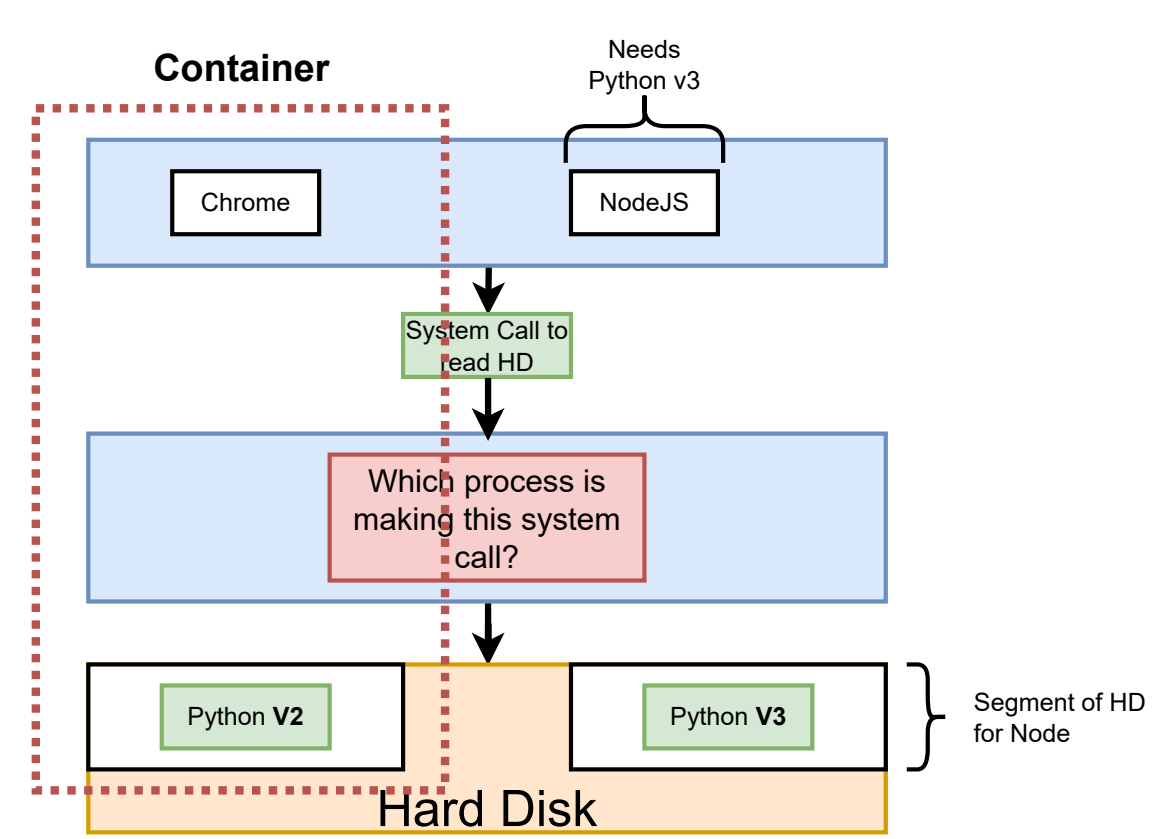 Container
Needs
Python v3
Chrome
NodeJS
System Call to
read HD
Which process is
making this system
call?
Python V2
Python V3
Segment of HD
for Node
Hard Disk